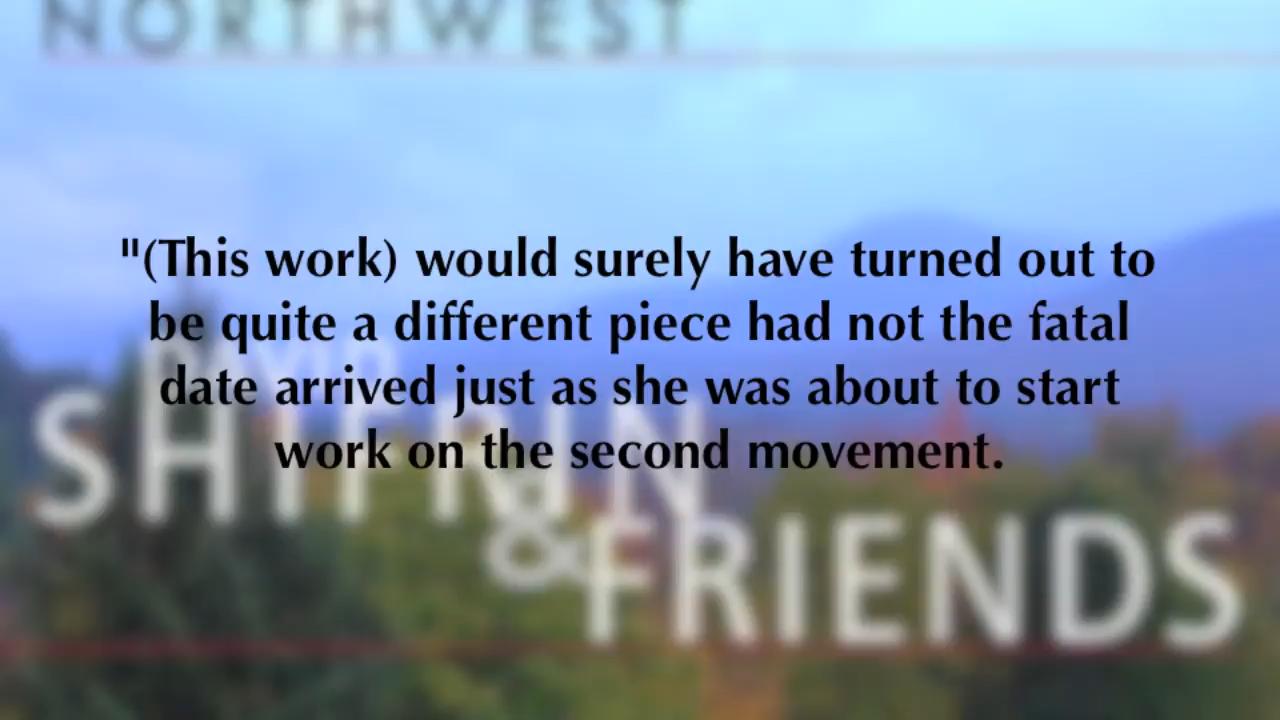 NORTHWEST
"(This work) would surely have turned out to
be quite a different piece had not the fatal
date arrived just as she was about to start
work on the second movement.
SHIFRIN
& FRIENDS